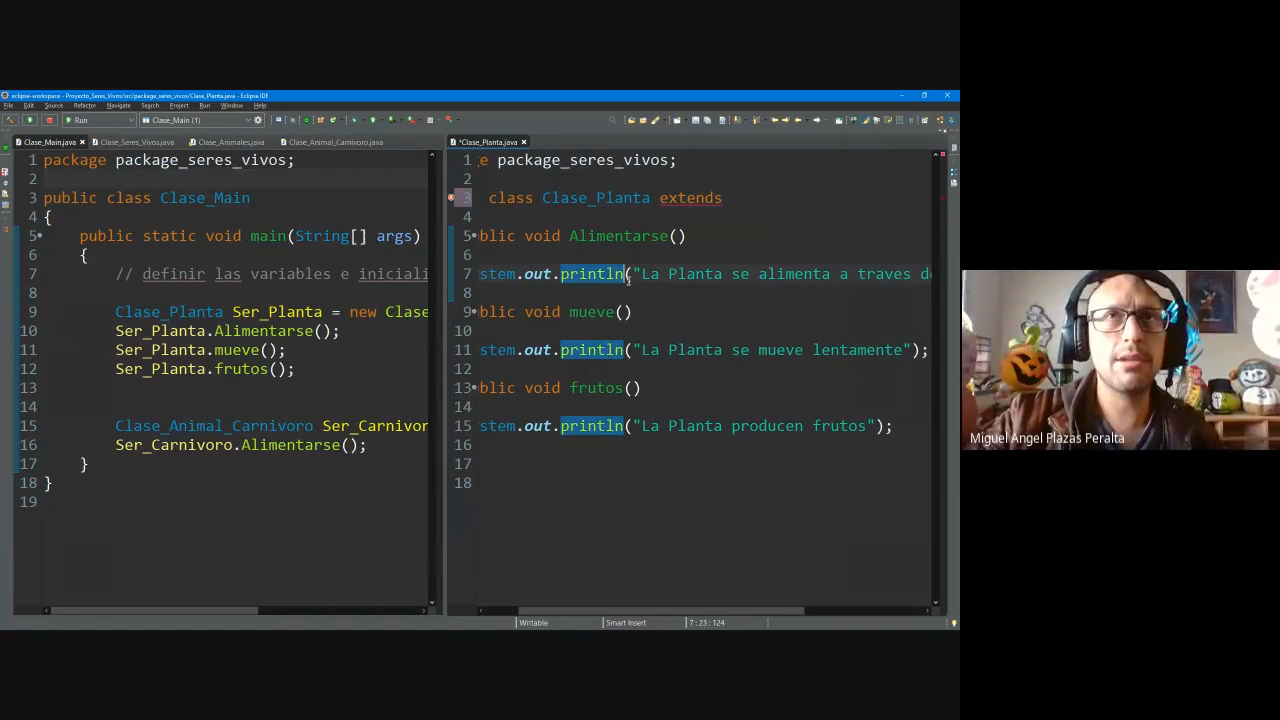 eclipse-workspace - Proyecto_Seres_Vivos/src/package_seres_vivos/Clase_Planta.java - Eclipse IDE
File Edit Source Refactor Navigate Search Project Run Window Help
Run Clase_Main (1)
Clase_Main.java Clase_Seres_Vivos.java Clase_Animales.java Clase_Animal_Carnivoro.java
1 package package_seres_vivos;
2
3 public class Clase_Main
4 {
5 public static void main(String[] args)
6 {
7 // definir las variables e iniciali
8
9 Clase_Planta Ser_Planta = new Clase
10 Ser_Planta.Alimentarse();
11 Ser_Planta.mueve();
12 Ser_Planta.frutos();
13
14
15 Clase_Animal_Carnivoro Ser_Carnivor
16 Ser_Carnivoro.Alimentarse();
17 }
18 }
19
*Clase_Planta.java
1 e package_seres_vivos;
2
3 class Clase_Planta extends
4
5 blic void Alimentarse()
6
7 stem.out.println("La Planta se alimenta a traves de
8
9 blic void mueve()
10
11 stem.out.println("La Planta se mueve lentamente");
12
13 blic void frutos()
14
15 stem.out.println("La Planta producen frutos");
16
17
18
Writable Smart Insert 7 : 23 : 124
Miguel Angel Plazas Peralta